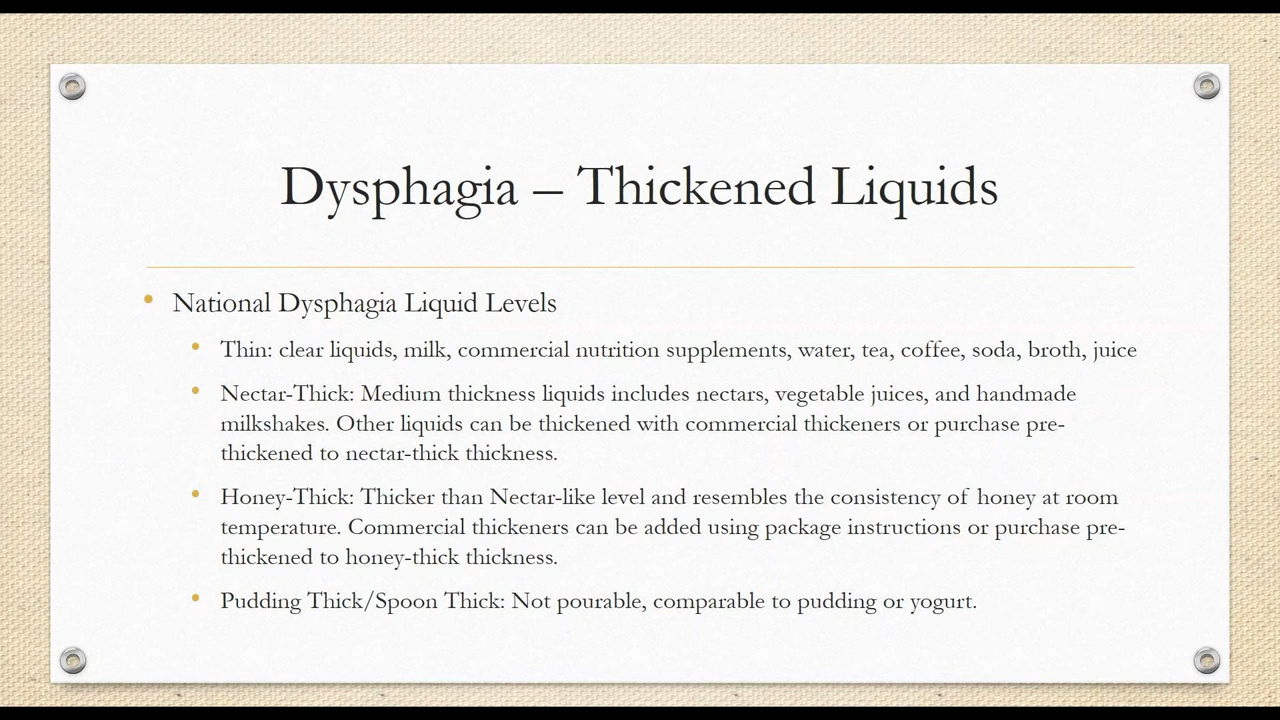 Dysphagia – Thickened Liquids
• National Dysphagia Liquid Levels
• Thin: clear liquids, milk, commercial nutrition supplements, water, tea, coffee, soda, broth, juice
• Nectar-Thick: Medium thickness liquids includes nectars, vegetable juices, and handmade
milkshakes. Other liquids can be thickened with commercial thickeners or purchase pre-
thickened to nectar-thick thickness.
• Honey-Thick: Thicker than Nectar-like level and resembles the consistency of honey at room
temperature. Commercial thickeners can be added using package instructions or purchase pre-
thickened to honey-thick thickness.
• Pudding Thick/Spoon Thick: Not pourable, comparable to pudding or yogurt.